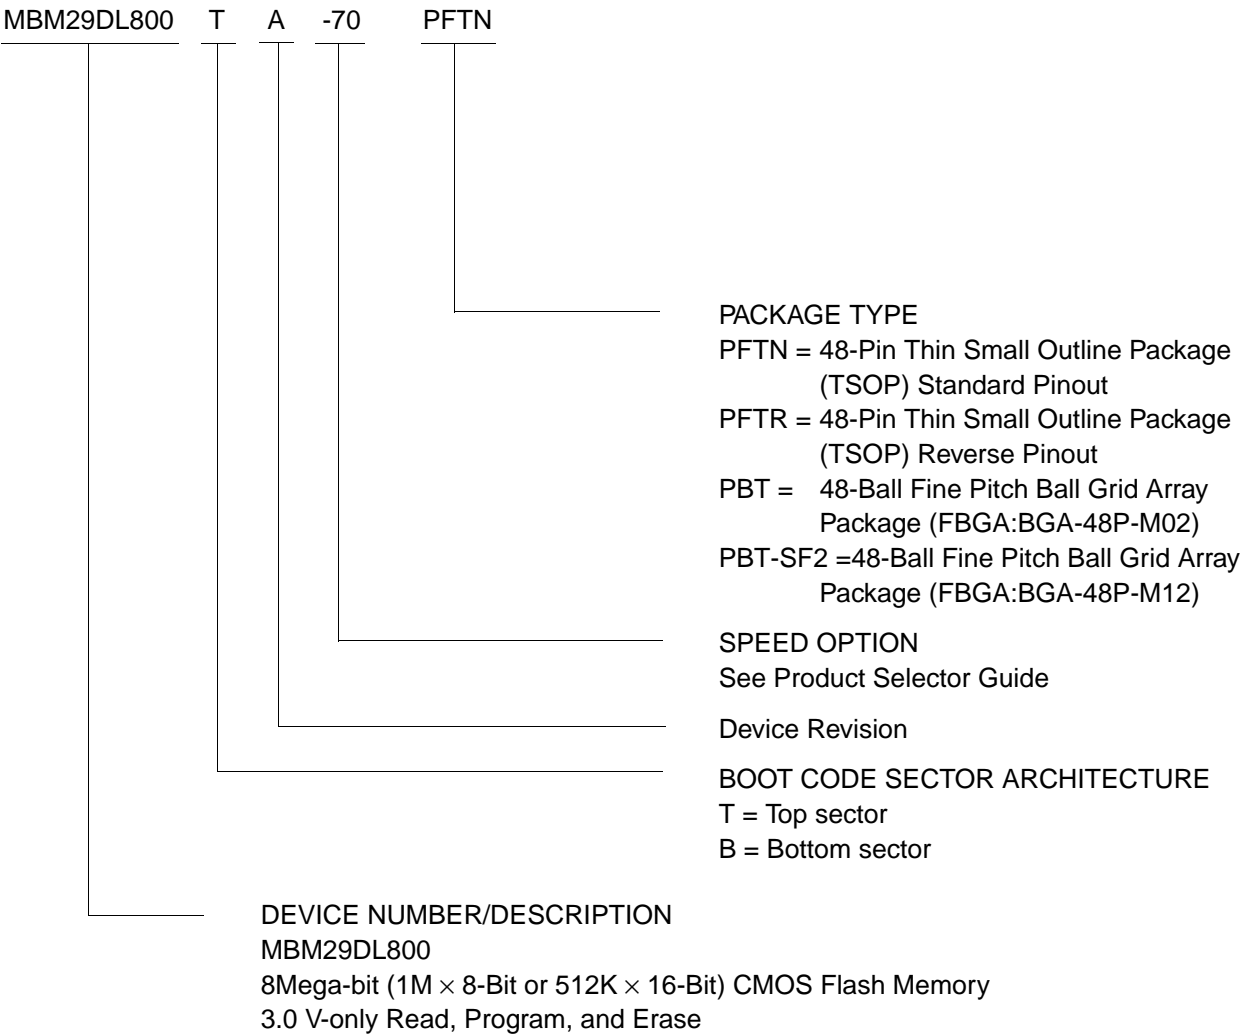 MBM29DL800 T A -70 PFTN
PACKAGE TYPE
PFTN = 48-Pin Thin Small Outline Package
(TSOP) Standard Pinout
PFTR = 48-Pin Thin Small Outline Package
(TSOP) Reverse Pinout
PBT = 48-Ball Fine Pitch Ball Grid Array
Package (FBGA:BGA-48P-M02)
PBT-SF2 =48-Ball Fine Pitch Ball Grid Array
Package (FBGA:BGA-48P-M12)
SPEED OPTION
See Product Selector Guide
Device Revision
BOOT CODE SECTOR ARCHITECTURE
T = Top sector
B = Bottom sector
DEVICE NUMBER/DESCRIPTION
MBM29DL800
8Mega-bit (1M × 8-Bit or 512K × 16-Bit) CMOS Flash Memory
3.0 V-only Read, Program, and Erase